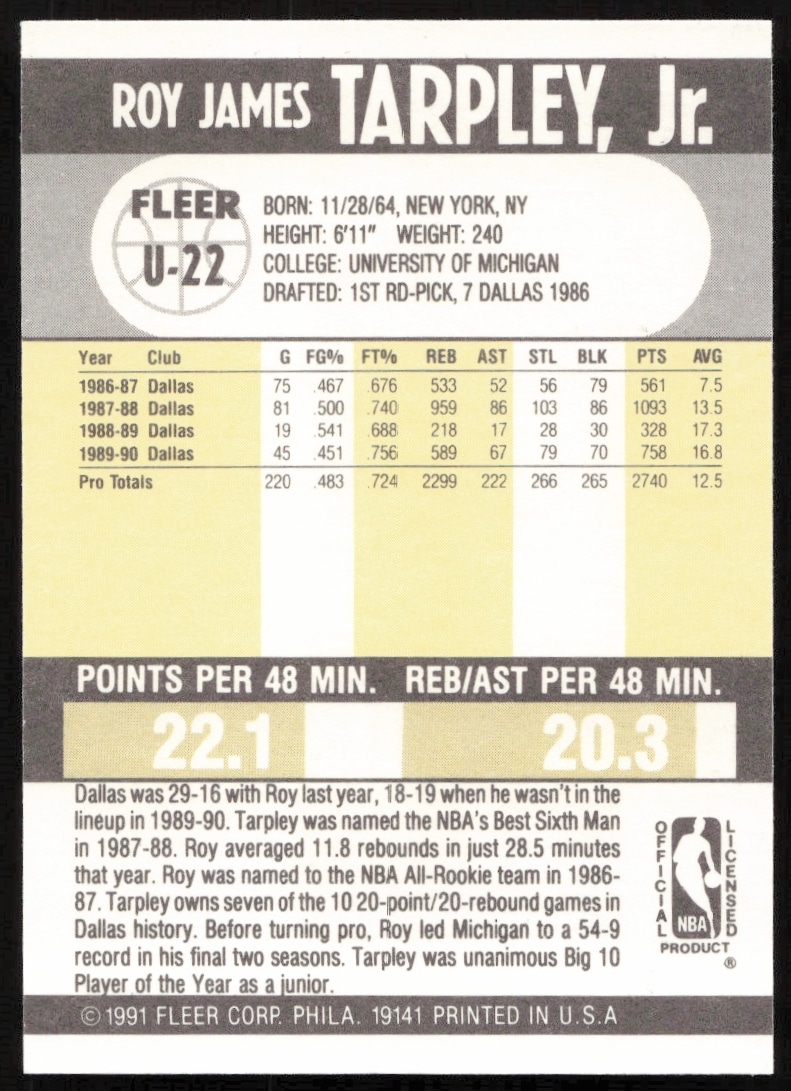 ROY JAMES TARPLEY, Jr.
FLEER
U-22
BORN: 11/28/64, NEW YORK, NY
HEIGHT: 6'11" WEIGHT: 240
COLLEGE: UNIVERSITY OF MICHIGAN
DRAFTED: 1ST RD-PICK, 7 DALLAS 1986
Year Club G FG% FT% REB AST STL BLK PTS AVG
1986-87 Dallas 75 .467 .676 533 52 56 79 561 7.5
1987-88 Dallas 81 .500 .740 959 86 103 86 1093 13.5
1988-89 Dallas 19 .541 .688 218 17 28 30 328 17.3
1989-90 Dallas 45 .451 .756 589 67 79 70 758 16.8
Pro Totals 220 .483 .724 2299 222 266 265 2740 12.5
POINTS PER 48 MIN. REB/AST PER 48 MIN.
22.1 20.3
Dallas was 29-16 with Roy last year, 18-19 when he wasn't in the
lineup in 1989-90. Tarpley was named the NBA's Best Sixth Man
in 1987-88. Roy averaged 11.8 rebounds in just 28.5 minutes
that year. Roy was named to the NBA All-Rookie team in 1986-
87. Tarpley owns seven of the 10 20-point/20-rebound games in
Dallas history. Before turning pro, Roy led Michigan to a 54-9
record in his final two seasons. Tarpley was unanimous Big 10
Player of the Year as a junior.
OFFICIAL LICENSED
NBA
PRODUCT
®
©1991 FLEER CORP. PHILA. 19141 PRINTED IN U.S.A